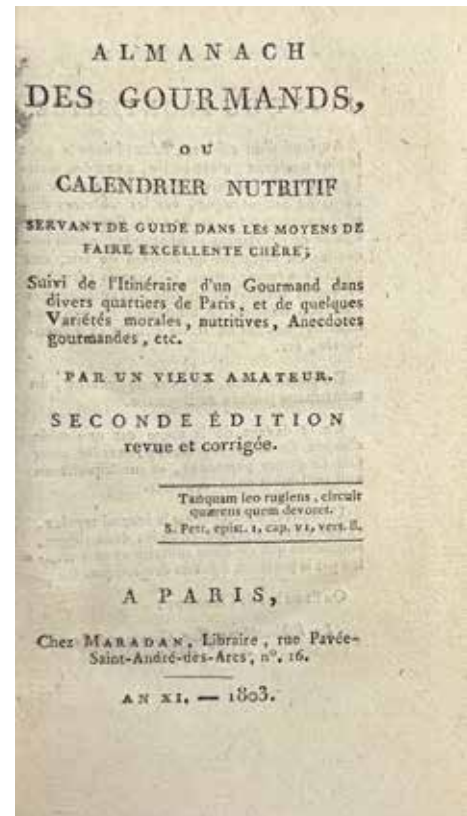 ALMANACH
DES GOURMANDS,
OU
CALENDRIER NUTRITIF
SERVANT DE GUIDE DANS LES MOYENS DE
FAIRE EXCELLENTE CHÈRE;
Suivi de l'Itinéraire d'un Gourmand dans
divers quartiers de Paris, et de quelques
Variétés morales, nutritives, Anecdotes
gourmandes, etc.
PAR UN VIEUX AMATEUR.
SECONDE ÉDITION
revue et corrigée.
Tanquam leo rugiens, circuit
quærens quem devoret.
S. Petr, epist. 1, cap. VI, vers. 8.
A PARIS,
Chez MARADAN, Libraire, rue Pavée-
Saint-André-des-Arcs, nº. 16.
AN XI. — 1803.